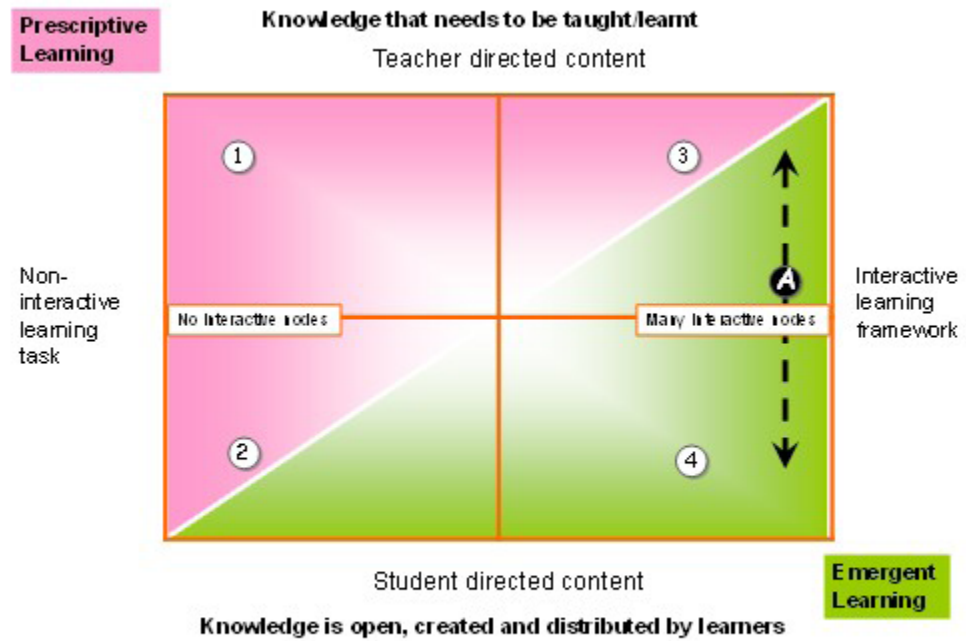 Prescriptive
Learning
Knowledge that needs to be taught/learnt
Teacher directed content
1
3
Non-
interactive
learning
task
No Interactive nodes
A
Many Interactive nodes
Interactive
learning
framework
2
4
Student directed content
Emergent
Learning
Knowledge is open, created and distributed by learners